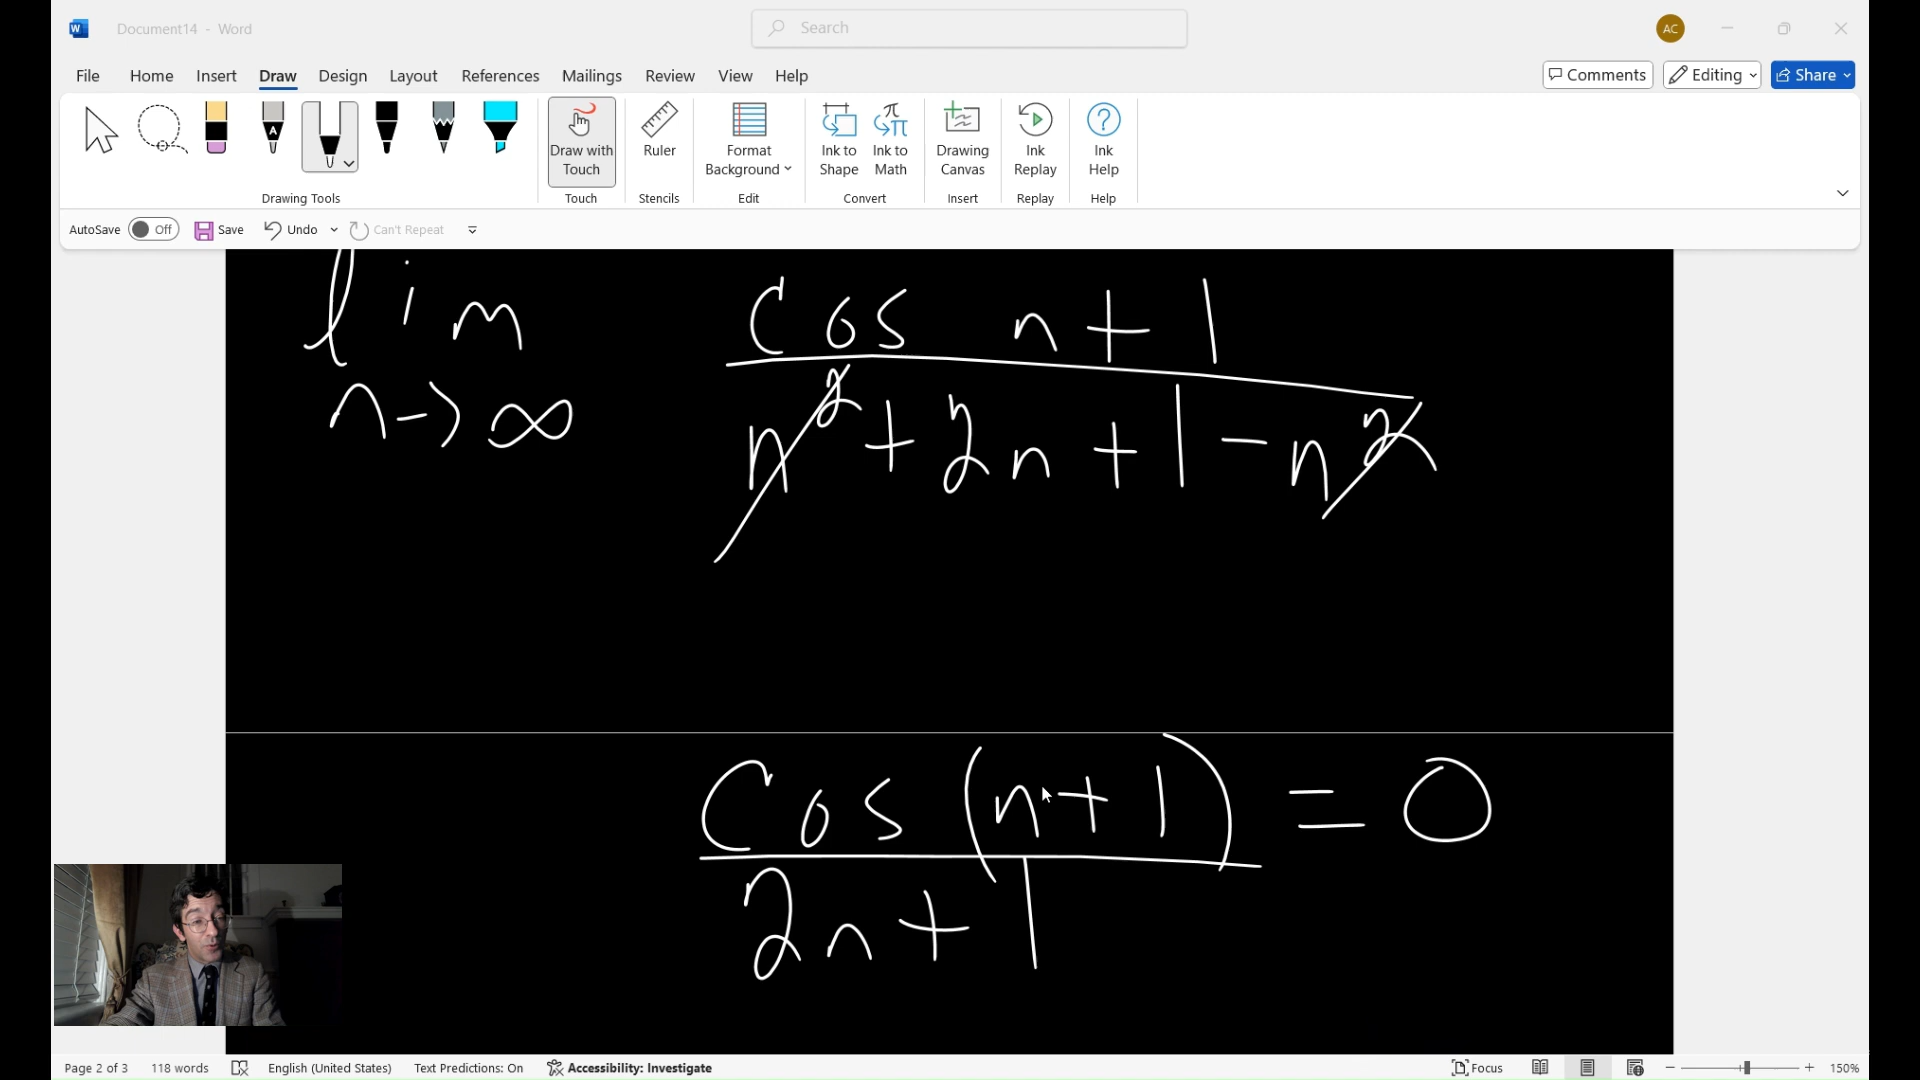 Document14 - Word
Search
AC
File Home Insert Draw Design Layout References Mailings Review View Help
Comments Editing Share
A
Draw with Touch
Ruler
Format Background
Ink to Shape
Ink to Math
Drawing Canvas
Ink Replay
Ink Help
Drawing Tools Touch Stencils Edit Convert Insert Replay Help
AutoSave Off Save Undo Can't Repeat
lim cos n+1
n→∞ n²+2n+1-n²
Cos (n+1) = 0
2n+1
Page 2 of 3 118 words English (United States) Text Predictions: On Accessibility: Investigate Focus 150%